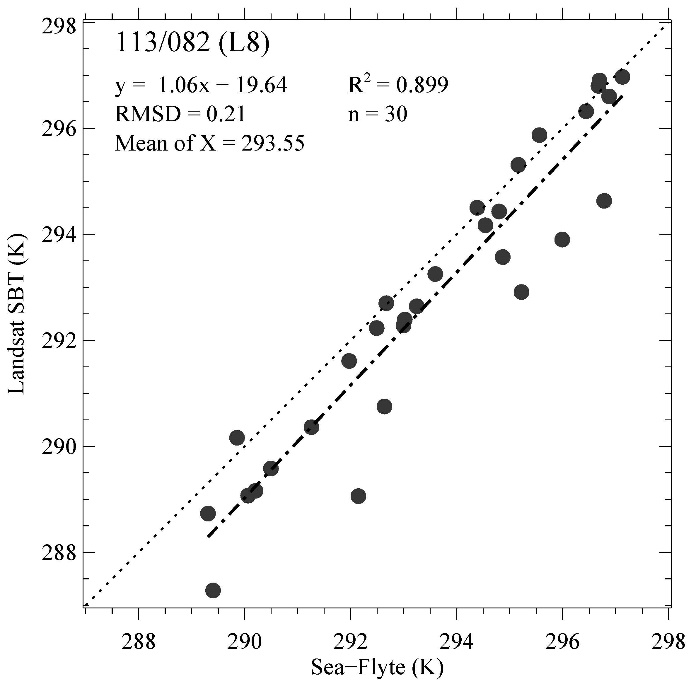 113/082 (L8)
y = 1.06x − 19.64 R² = 0.899
RMSD = 0.21 n = 30
Mean of X = 293.55
298
296
294
292
290
288
Landsat SBT (K)
288 290 292 294 296 298
Sea−Flyte (K)